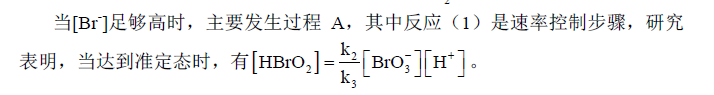 当[Br⁻]足够高时，主要发生过程 A，其中反应（1）是速率控制步骤，研究
表明，当达到准定态时，有[HBrO₂]=k₂/k₃[BrO₃⁻][H⁺]。